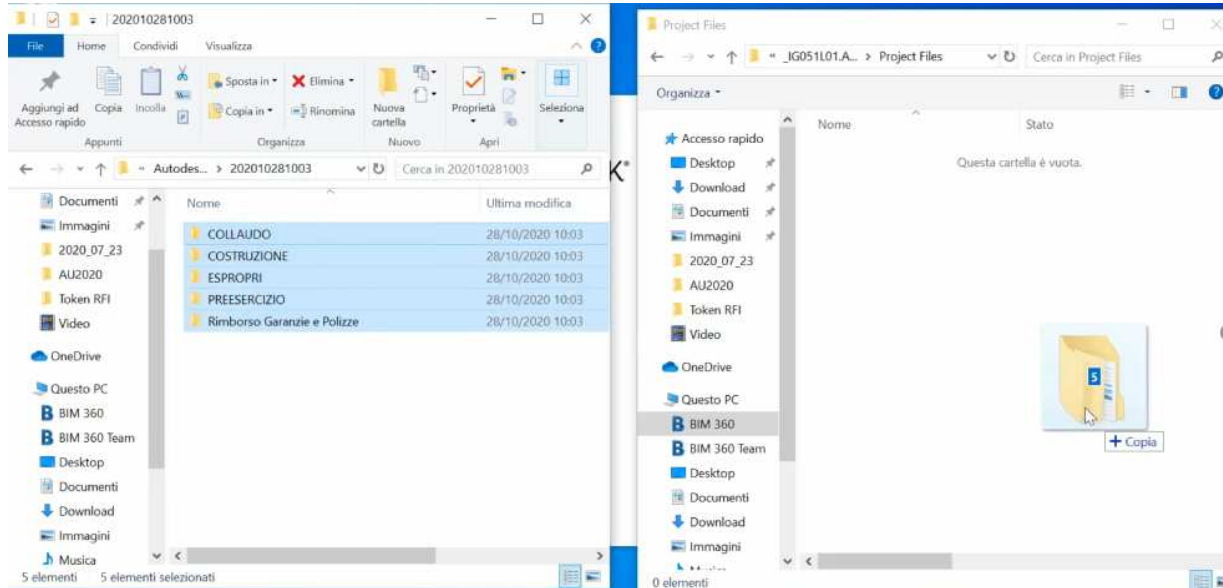 202010281003
File Home Condividi Visualizza
Aggiungi ad Accesso rapido
Copia
Incolla
Appunti
Sposta in
Copia in
Elimina
Rinomina
Organizza
Nuova cartella
Nuovo
Proprietà
Apri
Seleziona
« Autodes... > 202010281003
Cerca in 202010281003
Documenti
Immagini
2020_07_23
AU2020
Token RFI
Video
OneDrive
Questo PC
BIM 360
BIM 360 Team
Desktop
Documenti
Download
Immagini
Musica
Nome Ultima modifica
COLLAUDO 28/10/2020 10:03
COSTRUZIONE 28/10/2020 10:03
ESPROPRI 28/10/2020 10:03
PREESERCIZIO 28/10/2020 10:03
Rimborso Garanzie e Polizze 28/10/2020 10:03
5 elementi 5 elementi selezionati
K
Project Files
« _IG051L01.A... > Project Files
Cerca in Project Files
Organizza
Accesso rapido
Desktop
Download
Documenti
Immagini
2020_07_23
AU2020
Token RFI
Video
OneDrive
Questo PC
BIM 360
BIM 360 Team
Desktop
Documenti
Download
Immagini
Nome Stato
Questa cartella è vuota.
5
+ Copia
0 elementi